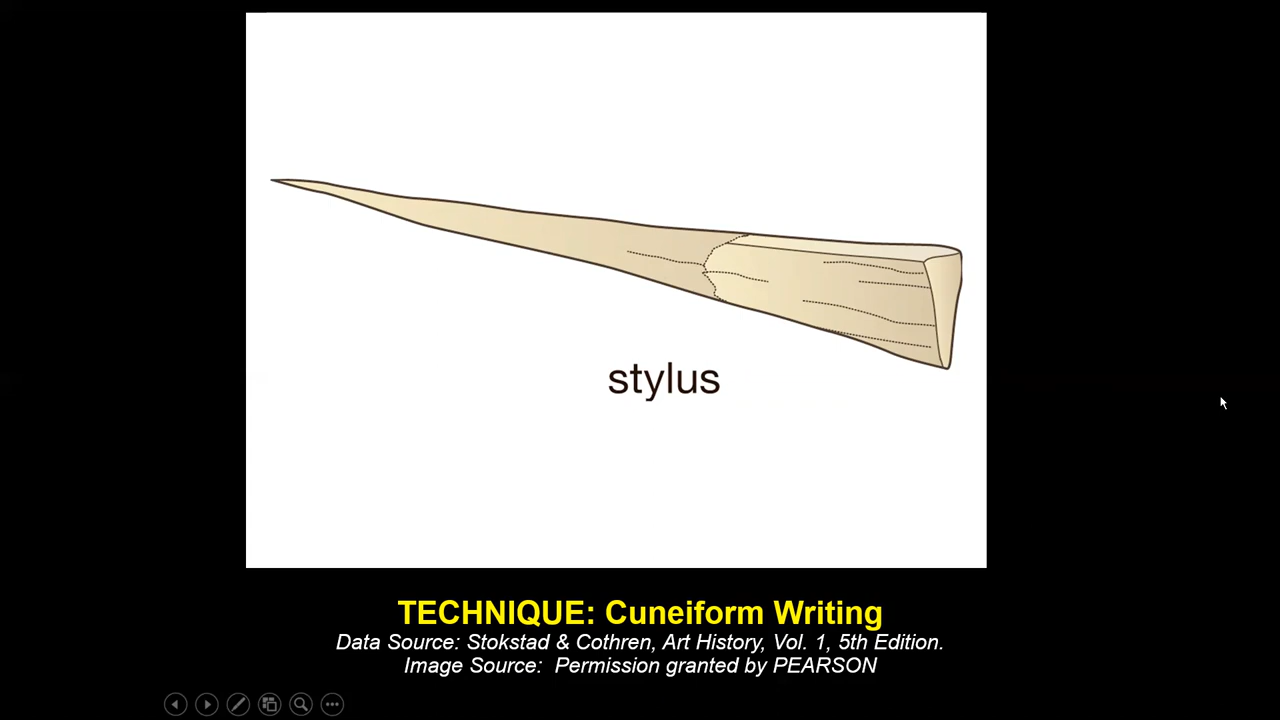 stylus
TECHNIQUE: Cuneiform Writing
Data Source: Stokstad & Cothren, Art History, Vol. 1, 5th Edition.
Image Source:  Permission granted by PEARSON